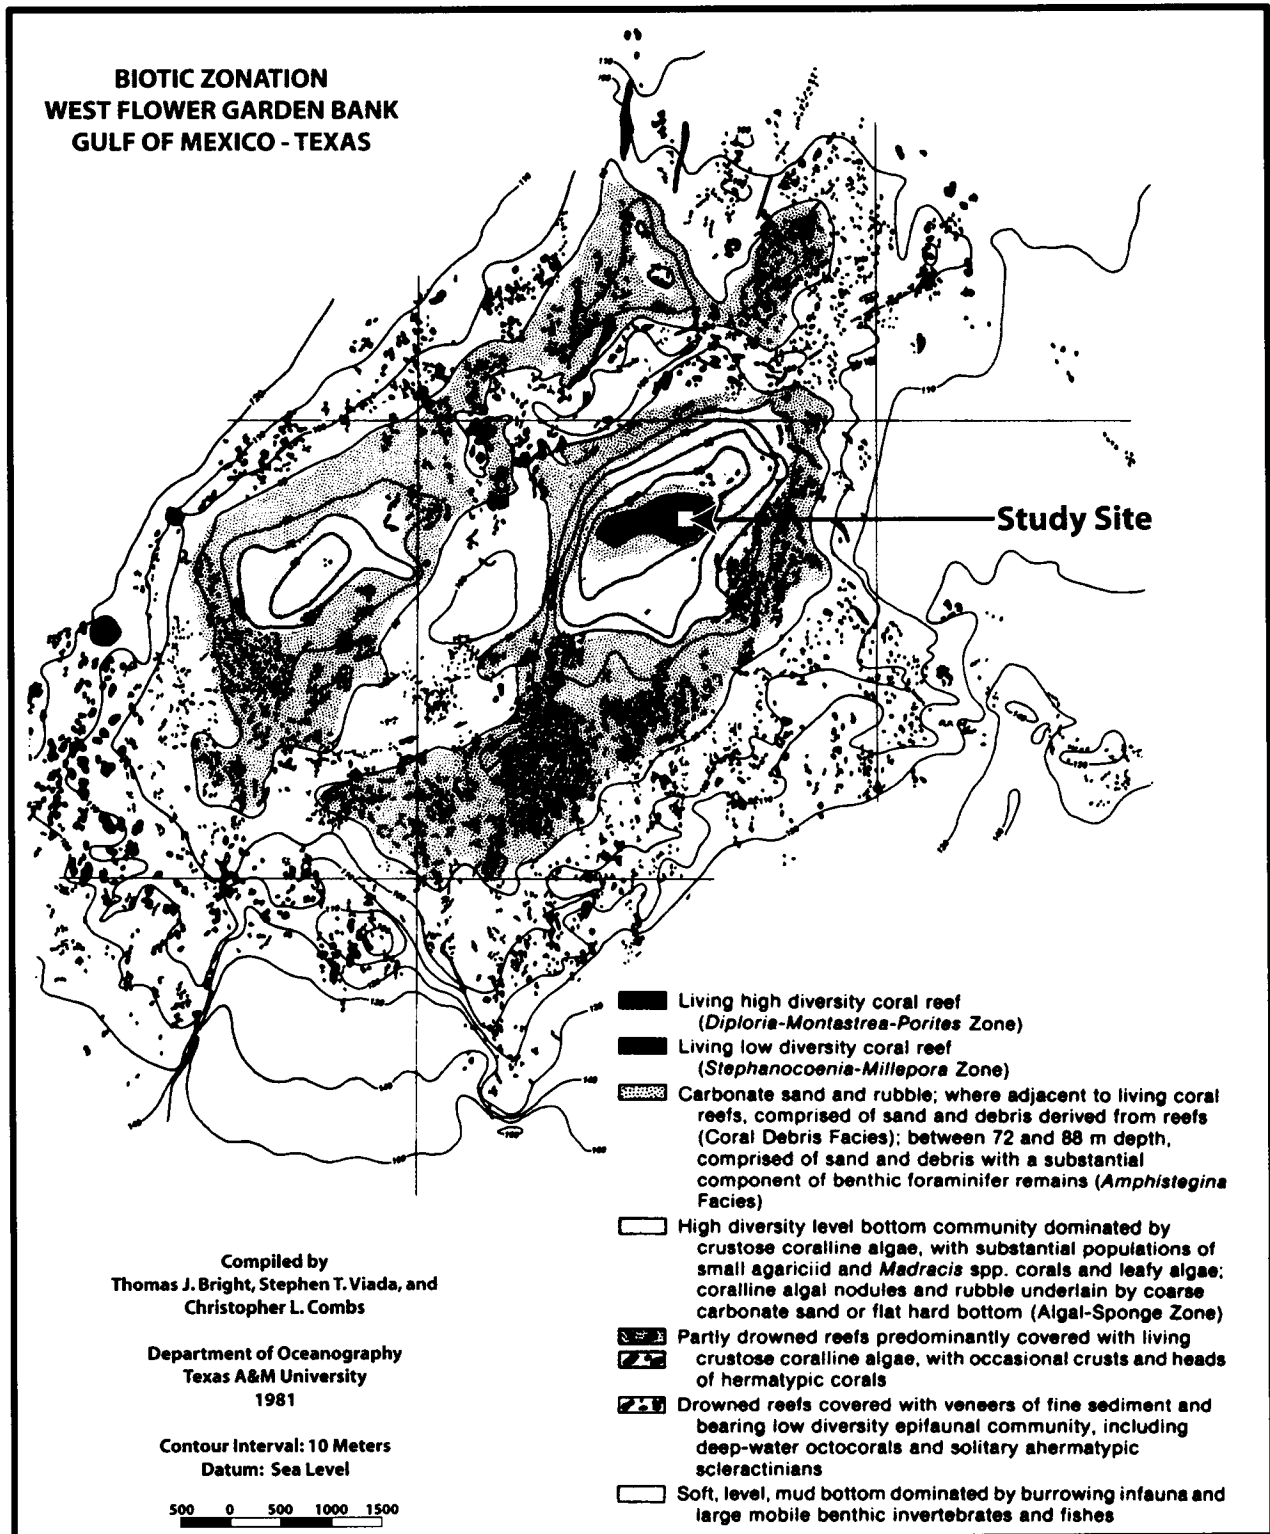 BIOTIC ZONATION
WEST FLOWER GARDEN BANK
GULF OF MEXICO - TEXAS
Study Site
Living high diversity coral reef
(Diploria-Montastrea-Porites Zone)
Living low diversity coral reef
(Stephanocoenia-Millepora Zone)
Carbonate sand and rubble; where adjacent to living coral
reefs, comprised of sand and debris derived from reefs
(Coral Debris Facies); between 72 and 88 m depth,
comprised of sand and debris with a substantial
component of benthic foraminifer remains (Amphistegina
Facies)
High diversity level bottom community dominated by
crustose coralline algae, with substantial populations of
small agariciid and Madracis spp. corals and leafy algae;
coralline algal nodules and rubble underlain by coarse
carbonate sand or flat hard bottom (Algal-Sponge Zone)
Partly drowned reefs predominantly covered with living
crustose coralline algae, with occasional crusts and heads
of hermatypic corals
Drowned reefs covered with veneers of fine sediment and
bearing low diversity epifaunal community, including
deep-water octocorals and solitary ahermatypic
scleractinians
Soft, level, mud bottom dominated by burrowing infauna and
large mobile benthic invertebrates and fishes
Compiled by
Thomas J. Bright, Stephen T. Viada, and
Christopher L. Combs
Department of Oceanography
Texas A&M University
1981
Contour Interval: 10 Meters
Datum: Sea Level
500 0 500 1000 1500